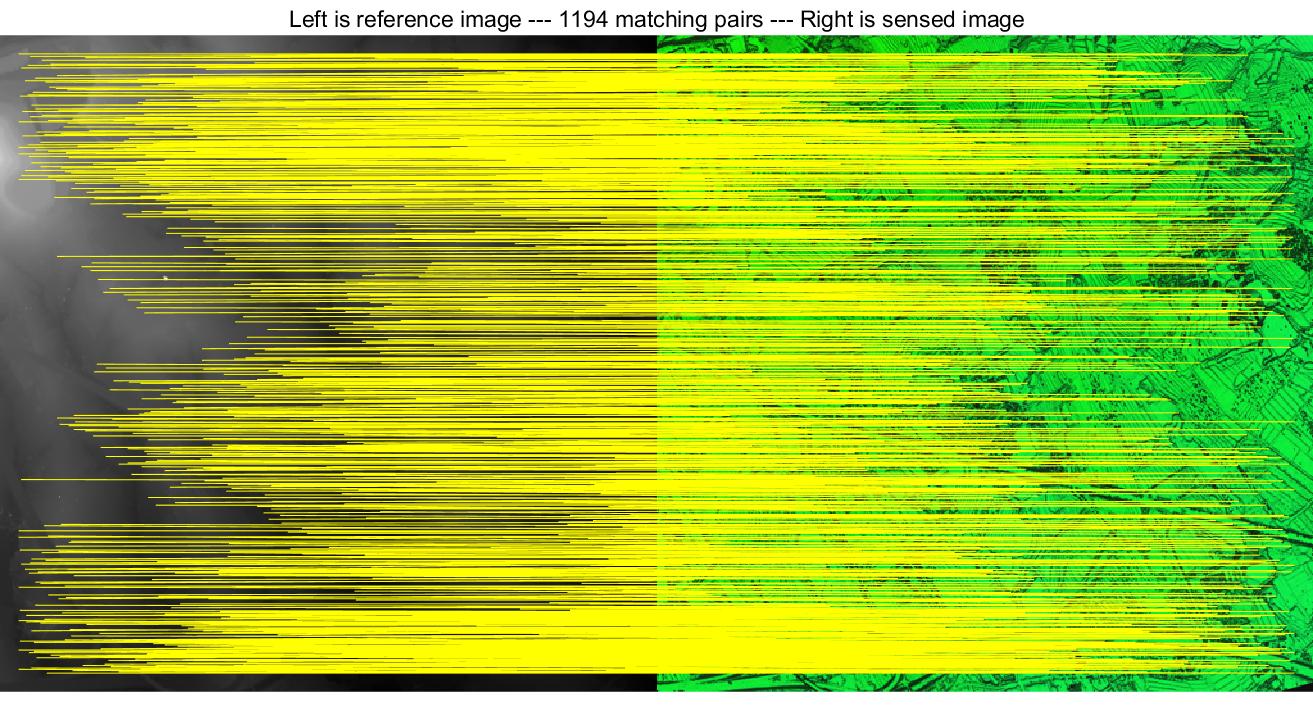 Left is reference image --- 1194 matching pairs --- Right is sensed image